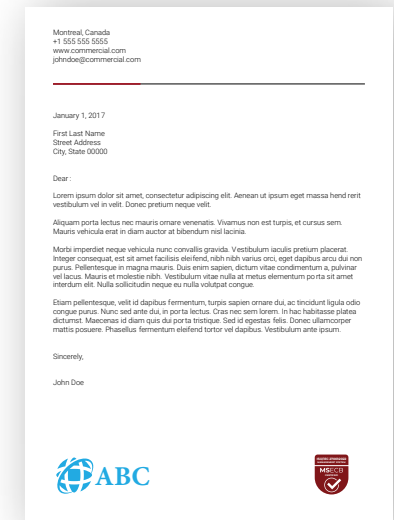 Montreal, Canada
+1 555 555 5555
www.commercial.com
johndoe@commercial.com
January 1, 2017
First Last Name
Street Address
City, State 00000
Dear :
Lorem ipsum dolor sit amet, consectetur adipiscing elit. Aenean ut ipsum eget massa hend rerit
vestibulum vel in velit. Donec pretium neque velit.
Aliquam porta lectus nec mauris ornare venenatis. Vivamus non est turpis, et cursus sem.
Mauris vehicula erat in diam auctor at bibendum nisl lacinia.
Morbi imperdiet neque vehicula nunc convallis gravida. Vestibulum iaculis pretium placerat.
Integer consequat, est sit amet facilisis eleifend, nibh nibh varius orci, eget dapibus arcu dui non
purus. Pellentesque in magna mauris. Duis enim sapien, dictum vitae condimentum a, pulvinar
vel lacus. Mauris et molestie nibh. Vestibulum vitae nulla at metus elementum porta sit amet
interdum elit. Nulla sollicitudin neque eu nulla volutpat congue.
Etiam pellentesque, velit id dapibus fermentum, turpis sapien ornare dui, ac tincidunt ligula odio
congue purus. Nunc sed ante dui, in porta lectus. Cras nec sem lorem. In hac habitasse platea
dictumst. Maecenas id diam quis dui porta tristique. Sed id egestas felis. Donec ullamcorper
mattis posuere. Phasellus fermentum eleifend tortor vel dapibus. Vestibulum ante ipsum.
Sincerely,
John Doe
ABC
MSECB